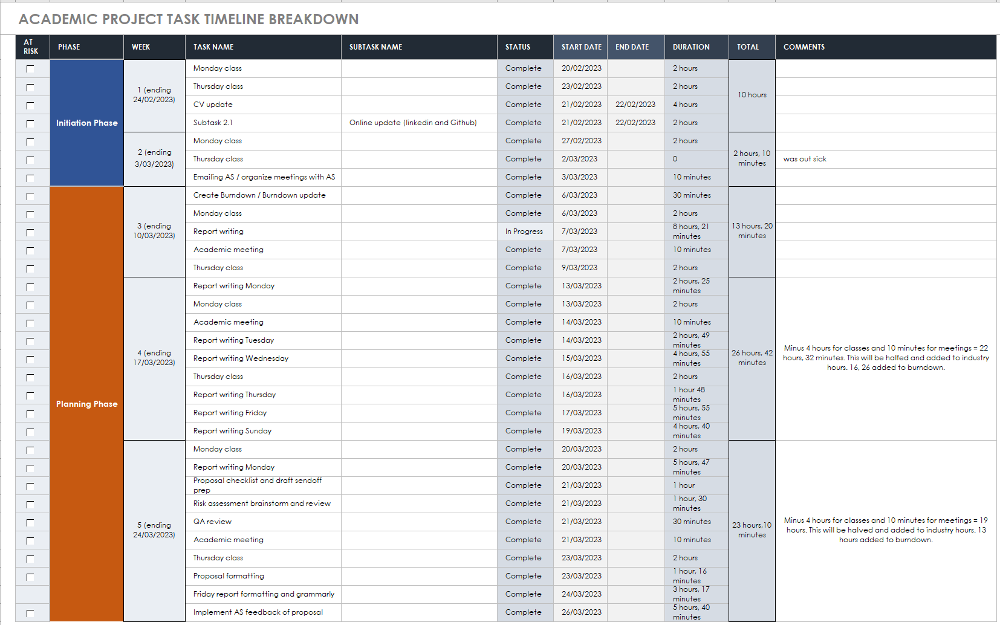 ACADEMIC PROJECT TASK TIMELINE BREAKDOWN
AT RISK PHASE WEEK TASK NAME SUBTASK NAME STATUS START DATE END DATE DURATION TOTAL COMMENTS
Initiation Phase
1 (ending 24/02/2023)
Monday class Complete 20/02/2023 2 hours
Thursday class Complete 23/02/2023 2 hours
CV update Complete 21/02/2023 22/02/2023 4 hours
Subtask 2.1 Online update (linkedin and Github) Complete 21/02/2023 22/02/2023 2 hours
10 hours
2 (ending 3/03/2023)
Monday class Complete 27/02/2023 2 hours
Thursday class Complete 2/03/2023 0 was out sick
Emailing AS / organize meetings with AS Complete 3/03/2023 10 minutes
2 hours, 10 minutes
Planning Phase
3 (ending 10/03/2023)
Create Burndown / Burndown update Complete 6/03/2023 30 minutes
Monday class Complete 6/03/2023 2 hours
Report writing In Progress 7/03/2023 8 hours, 21 minutes
Academic meeting Complete 7/03/2023 10 minutes
Thursday class Complete 9/03/2023 2 hours
13 hours, 20 minutes
4 (ending 17/03/2023)
Report writing Monday Complete 13/03/2023 2 hours, 25 minutes
Monday class Complete 13/03/2023 2 hours
Academic meeting Complete 14/03/2023 10 minutes
Report writing Tuesday Complete 14/03/2023 2 hours, 49 minutes
Report writing Wednesday Complete 15/03/2023 4 hours, 55 minutes
Thursday class Complete 16/03/2023 2 hours
Report writing Thursday Complete 16/03/2023 1 hour 48 minutes
Report writing Friday Complete 17/03/2023 5 hours, 55 minutes
Report writing Sunday Complete 19/03/2023 4 hours, 40 minutes
26 hours, 42 minutes
Minus 4 hours for classes and 10 minutes for meetings = 22
hours, 32 minutes. This will be halfed and added to industry
hours. 16, 26 added to burndown.
5 (ending 24/03/2023)
Monday class Complete 20/03/2023 2 hours
Report writing Monday Complete 20/03/2023 5 hours, 47 minutes
Proposal checklist and draft sendoff prep Complete 21/03/2023 1 hour
Risk assessment brainstorm and review Complete 21/03/2023 1 hour, 30 minutes
QA review Complete 21/03/2023 30 minutes
Academic meeting Complete 21/03/2023 10 minutes
Thursday class Complete 23/03/2023 2 hours
Proposal formatting Complete 23/03/2023 1 hour, 16 minutes
Friday report formatting and grammarly Complete 24/03/2023 3 hours, 17 minutes
Implement AS feedback of proposal Complete 26/03/2023 5 hours, 40 minutes
23 hours,10 minutes
Minus 4 hours for classes and 10 minutes for meetings = 19
hours. This will be halved and added to industry hours. 13
hours added to burndown.